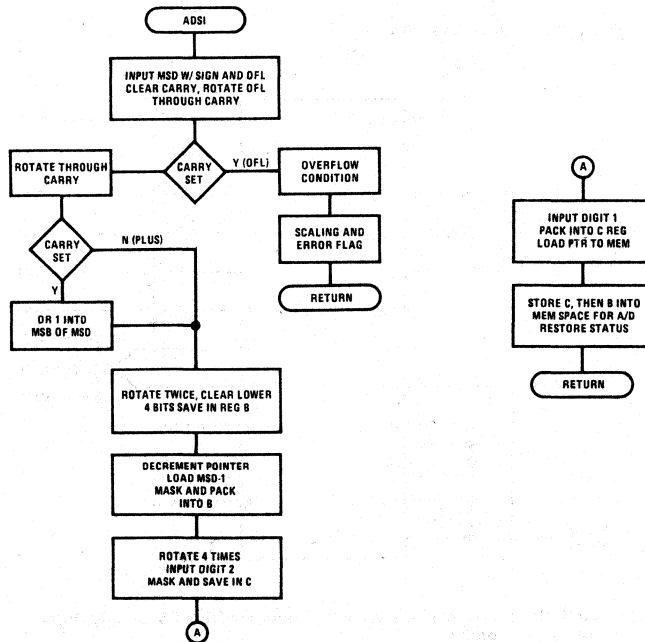 ADSI
INPUT MSD W/ SIGN AND OFL
CLEAR CARRY, ROTATE OFL
THROUGH CARRY
CARRY
SET
Y (OFL)
OVERFLOW
CONDITION
SCALING AND
ERROR FLAG
RETURN
ROTATE THROUGH
CARRY
CARRY
SET
N (PLUS)
Y
OR 1 INTO
MSB OF MSD
ROTATE TWICE, CLEAR LOWER
4 BITS SAVE IN REG B
DECREMENT POINTER
LOAD MSD-1
MASK AND PACK
INTO B
ROTATE 4 TIMES
INPUT DIGIT 2
MASK AND SAVE IN C
A
A
INPUT DIGIT 1
PACK INTO C REG
LOAD PTR TO MEM
STORE C, THEN B INTO
MEM SPACE FOR A/D
RESTORE STATUS
RETURN